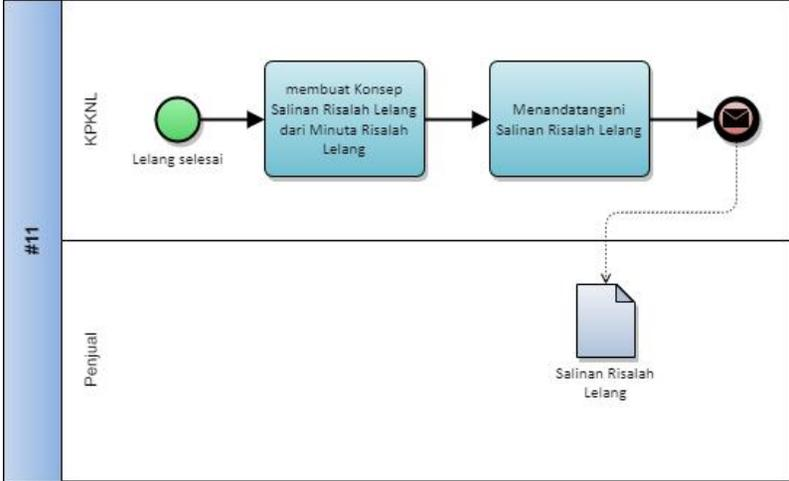 #11
KPKNL
Lelang selesai
membuat Konsep
Salinan Risalah Lelang
dari Minuta Risalah
Lelang
Menandatangani
Salinan Risalah Lelang
Penjual
Salinan Risalah
Lelang